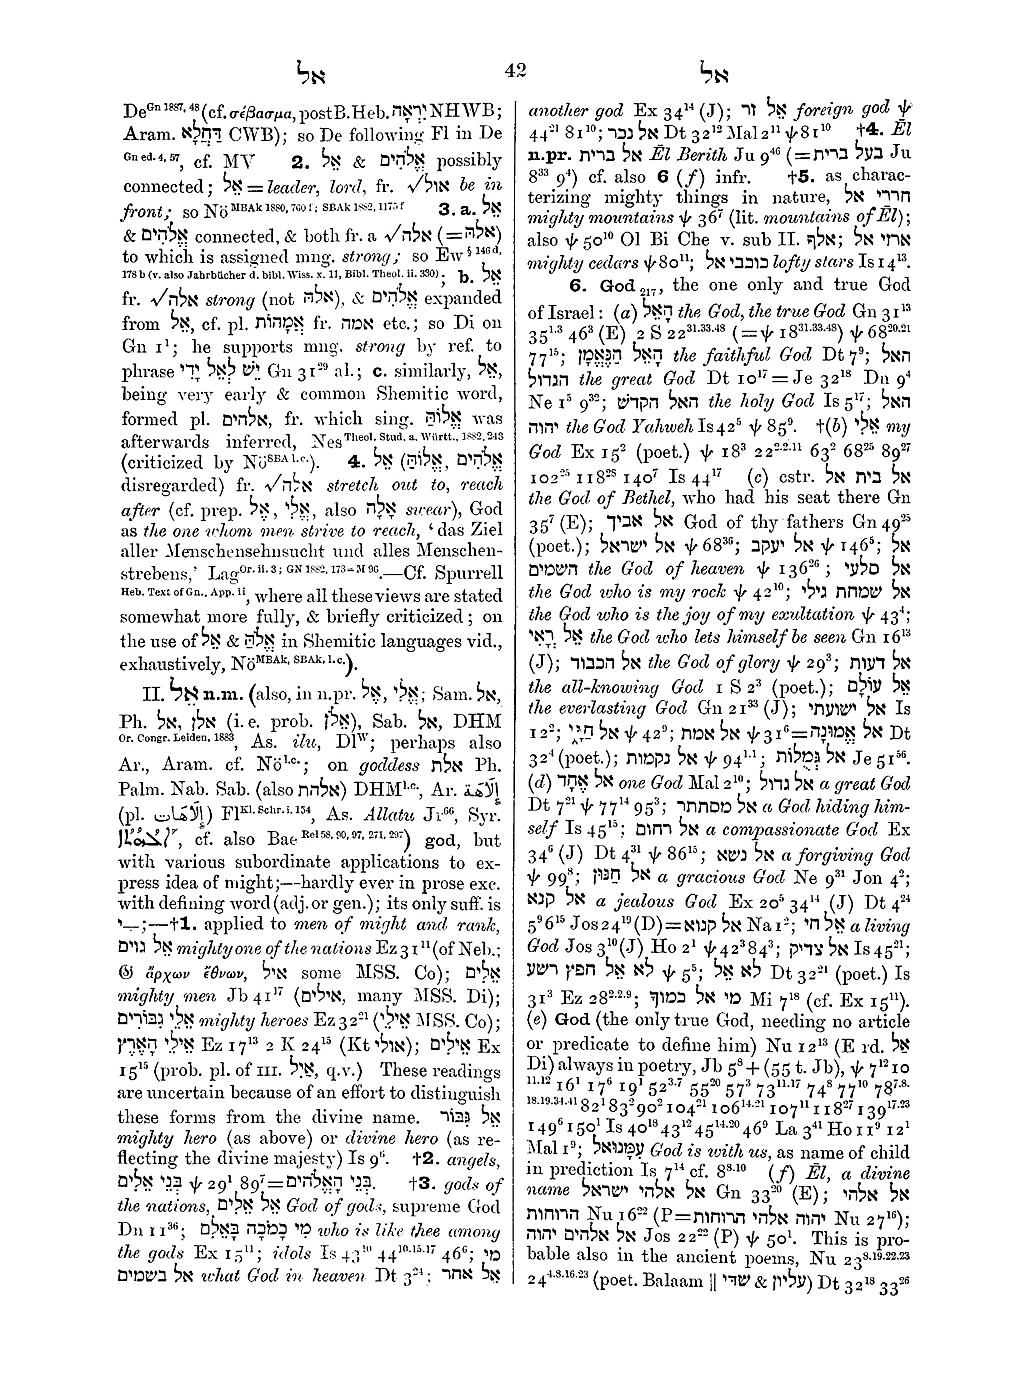 אל 42 אל
De^Gn 1887, 48 (cf. σέβασμα, postB.Heb. יִרְאָה NHWB;
Aram. דַּחְלָא CWB); so De following Fl in De
^Gn ed. 4, 57, cf. MV 2. אֵל & אֱלֹהִים possibly
connected; אֵל = leader, lord, fr. √אול be in
front; so Nö^MBAk 1880, 760 f; SBAk 1882, 1175 f 3. a. אֵל
& אֱלֹהִים connected, & both fr. a √אלה (= אלהּ)
to which is assigned mng. strong; so Ew^§ 146 d,
^178 b (v. also Jahrbücher d. bibl. Wiss. x. 11, Bibl. Theol. ii. 330); b. אֵל
fr. √אלה strong (not אלהּ), & אֱלֹהִים expanded
from אֵל, cf. pl. אֲמָהוֹת fr. אמה etc.; so Di on
Gn 1^1; he supports mng. strong by ref. to
phrase יֶשׁ לְאֵל יָדִי Gn 31^29 al.; c. similarly, אֵל,
being very early & common Shemitic word,
formed pl. אלהים, fr. which sing. אֱלוֹהַּ was
afterwards inferred, Nes^Theol. Stud. a. Württ., 1882, 243
(criticized by Nö^SBA l.c.). 4. אֵל (אֱלוֹהַּ, אֱלֹהִים
disregarded) fr. √אלה stretch out to, reach
after (cf. prep. אֶל, אֱלֵי, also אָלָה swear), God
as the one whom men strive to reach, ‘das Ziel
aller Menschensehnsucht und alles Menschen-
strebens,’ Lag^Or. ii. 3; GN 1882, 173=M 96.—Cf. Spurrell
^Heb. Text of Gn., App. ii, where all these views are stated
somewhat more fully, & briefly criticized; on
the use of אֵל & אֱלֹהַּ in Shemitic languages vid.,
exhaustively, Nö^MBAk, SBAk, l.c.).
II. אֵל n.m. (also, in n.pr. אֵל, אֱלִי; Sam. אֵל,
Ph. אל, אלן (i.e. prob. אֵלֹן), Sab. אל, DHM
^Or. Congr. Leiden, 1883, As. ilu, Dl^W; perhaps also
Ar., Aram. cf. Nö^l.c.; on goddess אלת Ph.
Palm. Nab. Sab. (also אלהת) DHM^l.c., Ar. إِلَاهَة
(pl. إِلَاهَات) Fl^Kl. Schr. i. 154, As. Allatu Jr^66, Syr.
cf. also Bae^Rel 58, 90, 97, 271, 297) god, but
with various subordinate applications to ex-
press idea of might;—hardly ever in prose exc.
with defining word (adj. or gen.); its only suff. is
ִי—;—†1. applied to men of might and rank,
אֵל גוים mighty one of the nations Ez 31^11 (of Neb.;
𝔊 ἄρχων ἐθνων, איל some MSS. Co); אֵלִים
mighty men Jb 41^17 (אילים, many MSS. Di);
אֵלֵי גִבּוֹרִים mighty heroes Ez 32^21 (אֵילֵי MSS. Co);
אֵילֵי הָאָרֶץ Ez 17^13 2 K 24^15 (Kt אולי); אֵילִים Ex
15^15 (prob. pl. of III. אַיִל, q.v.) These readings
are uncertain because of an effort to distinguish
these forms from the divine name. אֵל גִּבּוֹר
mighty hero (as above) or divine hero (as re-
flecting the divine majesty) Is 9^6. †2. angels,
בְּנֵי אֵלִים ψ 29^1 89^7 = בְּנֵי הָאֱלֹהִים. †3. gods of
the nations, אֵל אֵלִים God of gods, supreme God
Dn 11^36; מִי כָמֹכָה בָּאֵלִם who is like thee among
the gods Ex 15^11; idols Is 43^10 44^10.15.17 46^6; מִי
אֵל בשמים what God in heaven Dt 3^24; אֵל אחר
another god Ex 34^14 (J); אֵל זר foreign god ψ
44^21 81^10; אֵל נכר Dt 32^12 Mal 2^11 ψ 81^10 †4. Ēl
n.pr. אֵל ברית Ēl Berith Ju 9^46 (= בעל ברית Ju
8^33 9^4) cf. also 6 (f) infr. †5. as charac-
terizing mighty things in nature, חררי אֵל
mighty mountains ψ 36^7 (lit. mountains of Ēl);
also ψ 50^10 Ol Bi Che v. sub II. אֶלֶף; ארזי אֵל
mighty cedars ψ 80^11; כוכבי אֵל lofty stars Is 14^13.
6. God_217, the one only and true God
of Israel: (a) הָאֵל the God, the true God Gn 31^13
35^1.3 46^3 (E) 2 S 22^31.33.48 (= ψ 18^31.33.48) ψ 68^20.21
77^15; הָאֵל הַנֶּאֱמָן the faithful God Dt 7^9; האל
הגדול the great God Dt 10^17 = Je 32^18 Dn 9^4
Ne 1^5 9^32; האל הקדשׁ the holy God Is 5^17; האל
יהוה the God Yahweh Is 42^5 ψ 85^9. †(b) אֵלִי my
God Ex 15^2 (poet.) ψ 18^3 22^2.2.11 63^2 68^25 89^27
102^25 118^28 140^7 Is 44^17 (c) cstr. אל בית אל
the God of Bethel, who had his seat there Gn
35^7 (E); אל אביך God of thy fathers Gn 49^25
(poet.); אל ישראל ψ 68^36; אל יעקב ψ 146^5; אל
השמים the God of heaven ψ 136^26; אל סלעי
the God who is my rock ψ 42^10; אל שמחת גילי
the God who is the joy of my exultation ψ 43^4;
אֵל רֳאִי the God who lets himself be seen Gn 16^13
(J); אל הכבוד the God of glory ψ 29^3; אל דעות
the all-knowing God 1 S 2^3 (poet.); אֵל עוֹלָם
the everlasting God Gn 21^33 (J); אל ישועתי Is
12^2; אל חַיָּי ψ 42^9; אל אמת ψ 31^6 = אל אֱמוּנָה Dt
32^4 (poet.); אל נקמות ψ 94^1.1; אל גְּמֻלוֹת Je 51^56.
(d) אל אֶחָד one God Mal 2^10; אל גדול a great God
Dt 7^21 ψ 77^14 95^3; אל מסתתר a God hiding him-
self Is 45^15; אל רחום a compassionate God Ex
34^6 (J) Dt 4^31 ψ 86^15; אל נשא a forgiving God
ψ 99^8; אל חַנּוּן a gracious God Ne 9^31 Jon 4^2;
אל קנא a jealous God Ex 20^5 34^14 (J) Dt 4^24
5^9 6^15 Jos 24^19 (D) = אל קנוא Na 1^2; אל חי a living
God Jos 3^10 (J) Ho 2^1 ψ 42^3 84^3; אל צדיק Is 45^21;
לא אל חפץ רשע ψ 5^5; לא אל Dt 32^21 (poet.) Is
31^3 Ez 28^2.2.9; מי אל כמוך Mi 7^18 (cf. Ex 15^11).
(e) God (the only true God, needing no article
or predicate to define him) Nu 12^13 (E rd. אל
Di) always in poetry, Jb 5^8 + (55 t. Jb), ψ 7^12 10
^11.12 16^1 17^6 19^1 52^3.7 55^20 57^3 73^11.17 74^8 77^10 78^7.8.
^18.19.34.41 82^1 83^2 90^2 104^21 106^14.21 107^11 118^27 139^17.23
149^6 150^1 Is 40^18 43^12 45^14.20 46^9 La 3^41 Ho 11^9 12^1
Mal 1^9; עִמָּנוּאֵל God is with us, as name of child
in prediction Is 7^14 cf. 8^8.10 (f) Ēl, a divine
name אל אלהי ישראל Gn 33^20 (E); אל אלהי
הרוחות Nu 16^22 (P = יהוה אלהי הרוחות Nu 27^16);
אל אלהים יהוה Jos 22^22 (P) ψ 50^1. This is pro-
bable also in the ancient poems, Nu 23^8.19.22.23
24^4.8.16.23 (poet. Balaam || שדי & עליון) Dt 32^18 33^26